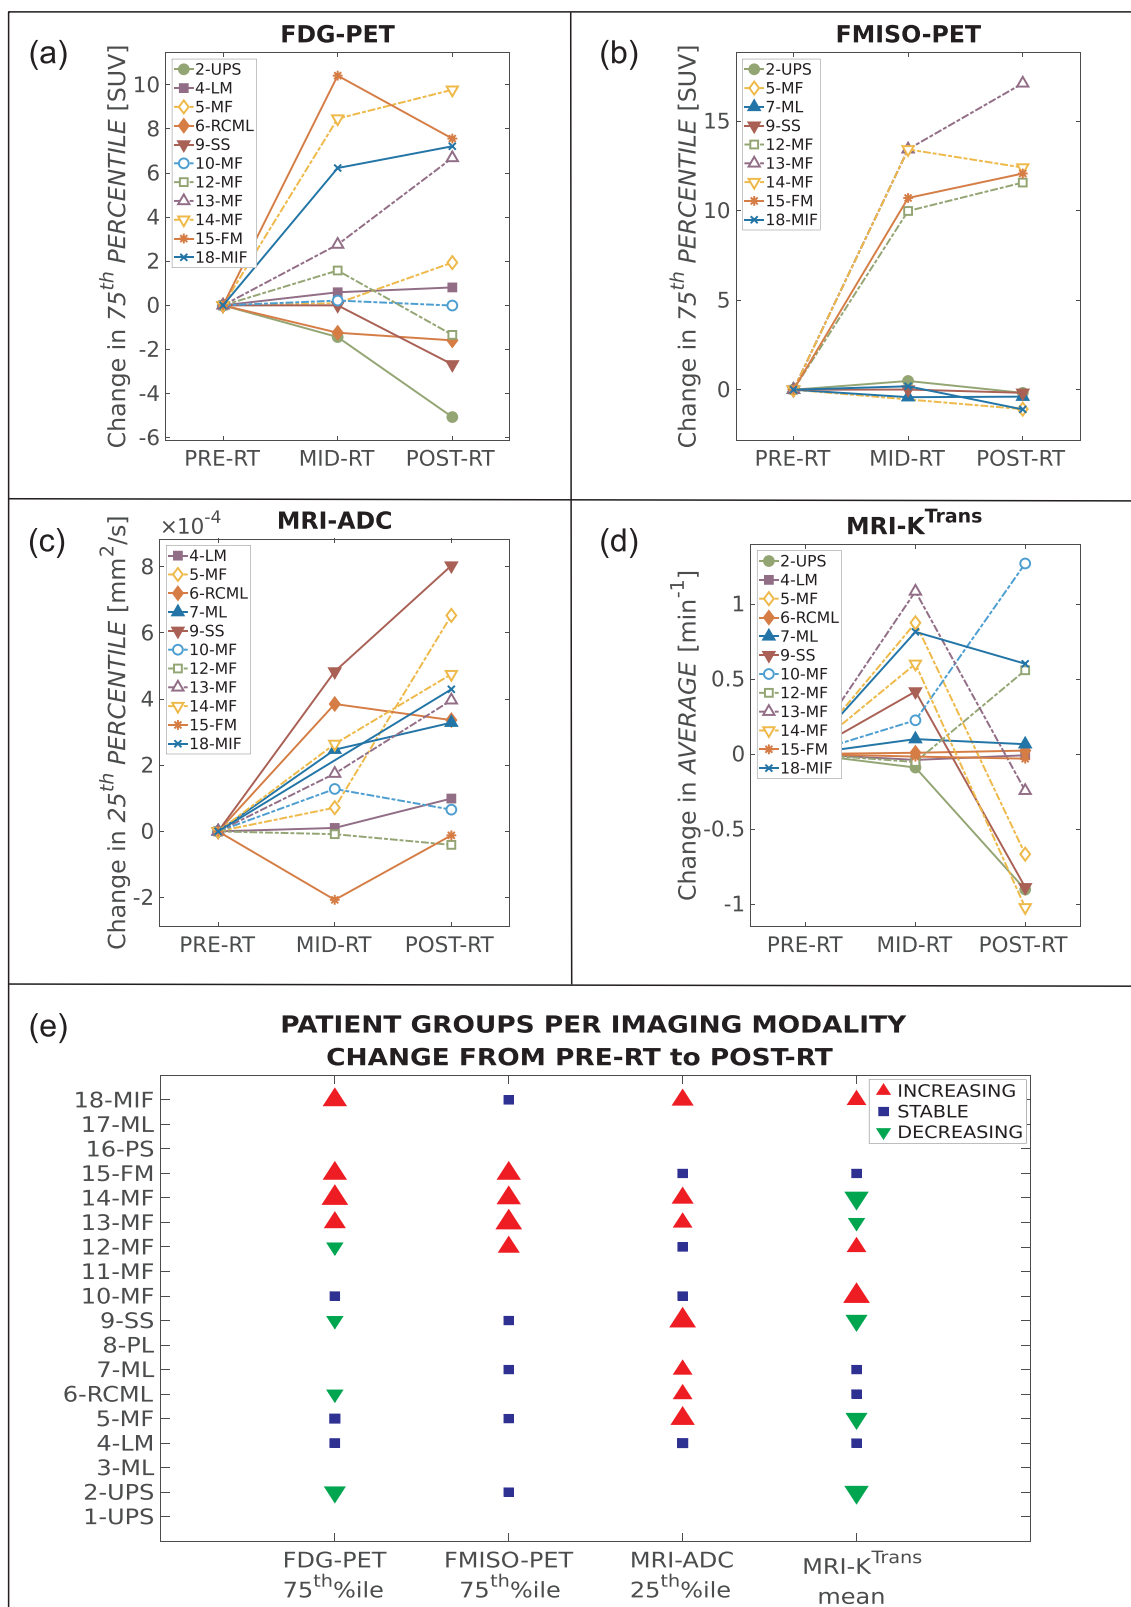 (a)
FDG-PET
Change in 75th PERCENTILE [SUV]
10
8
6
4
2
0
-2
-4
-6
2-UPS
4-LM
5-MF
6-RCML
9-SS
10-MF
12-MF
13-MF
14-MF
15-FM
18-MIF
PRE-RT MID-RT POST-RT
(b)
FMISO-PET
Change in 75th PERCENTILE [SUV]
15
10
5
0
2-UPS
5-MF
7-ML
9-SS
12-MF
13-MF
14-MF
15-FM
18-MIF
PRE-RT MID-RT POST-RT
(c)
×10-4
MRI-ADC
Change in 25th PERCENTILE [mm2/s]
8
6
4
2
0
-2
4-LM
5-MF
6-RCML
7-ML
9-SS
10-MF
12-MF
13-MF
14-MF
15-FM
18-MIF
PRE-RT MID-RT POST-RT
(d)
MRI-KTrans
Change in AVERAGE [min-1]
1
0.5
0
-0.5
-1
2-UPS
4-LM
5-MF
6-RCML
7-ML
9-SS
10-MF
12-MF
13-MF
14-MF
15-FM
18-MIF
PRE-RT MID-RT POST-RT
(e)
PATIENT GROUPS PER IMAGING MODALITY
CHANGE FROM PRE-RT to POST-RT
INCREASING
STABLE
DECREASING
18-MIF
17-ML
16-PS
15-FM
14-MF
13-MF
12-MF
11-MF
10-MF
9-SS
8-PL
7-ML
6-RCML
5-MF
4-LM
3-ML
2-UPS
1-UPS
FDG-PET
75th%ile
FMISO-PET
75th%ile
MRI-ADC
25th%ile
MRI-KTrans
mean